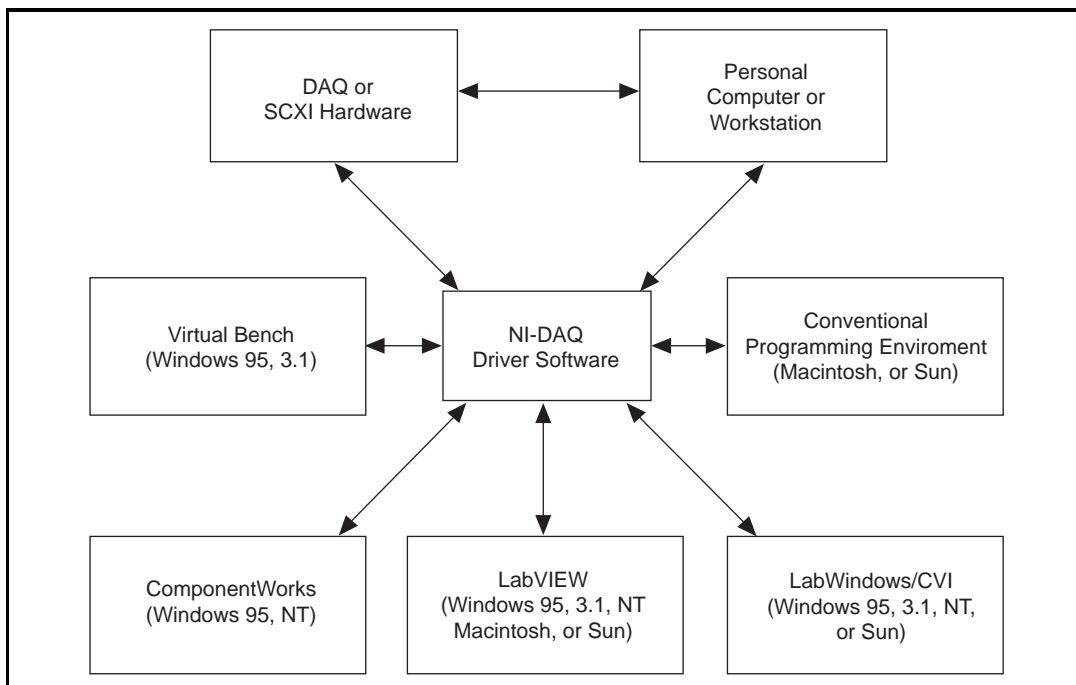 DAQ or
SCXI Hardware
Personal
Computer or
Workstation
Virtual Bench
(Windows 95, 3.1)
NI-DAQ
Driver Software
Conventional
Programming Enviroment
(Macintosh, or Sun)
ComponentWorks
(Windows 95, NT)
LabVIEW
(Windows 95, 3.1, NT
Macintosh, or Sun)
LabWindows/CVI
(Windows 95, 3.1, NT,
or Sun)